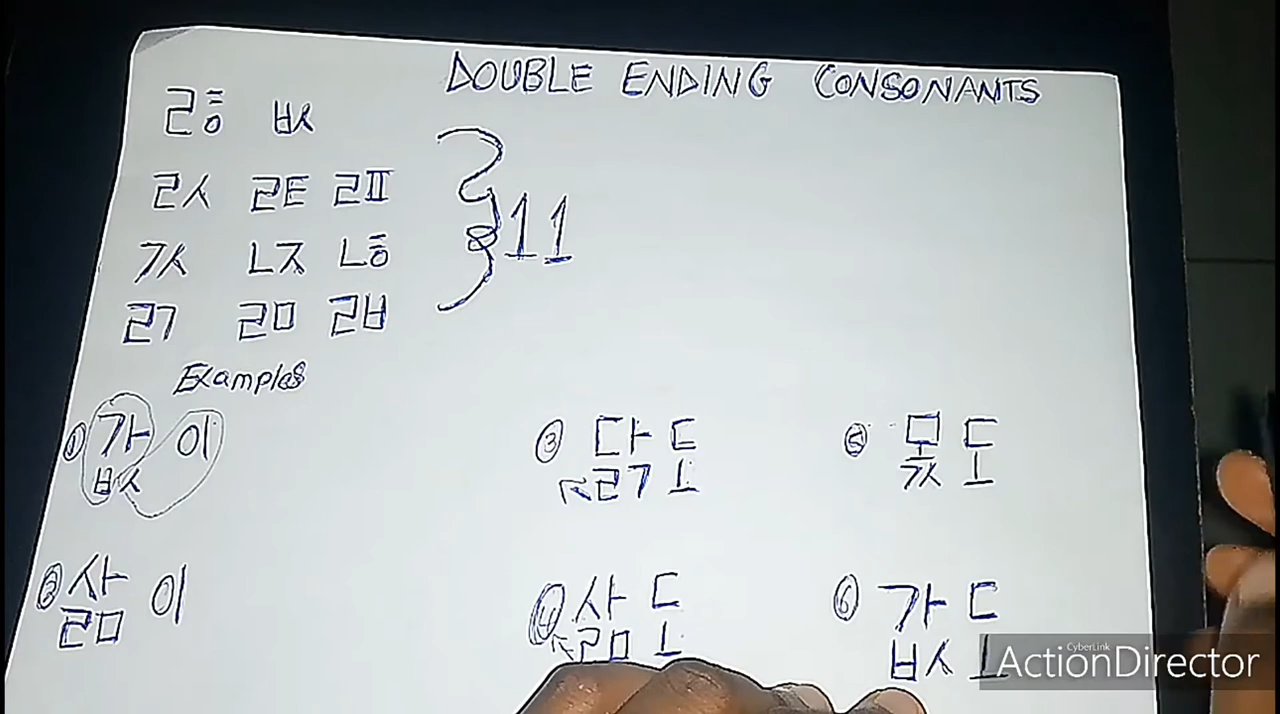 DOUBLE ENDING CONSONANTS
ㄹㅎ ㅂㅅ
ㄹㅅ ㄹㅌ ㄹㅍ
ㄱㅅ ㄴㅈ ㄴㅎ
ㄹㄱ ㄹㅁ ㄹㅂ
11
Examples
① 값이
② 삶이
③ 닭도
④ 삶도
⑤ 몫도
⑥ 값도
CyberLink
ActionDirector